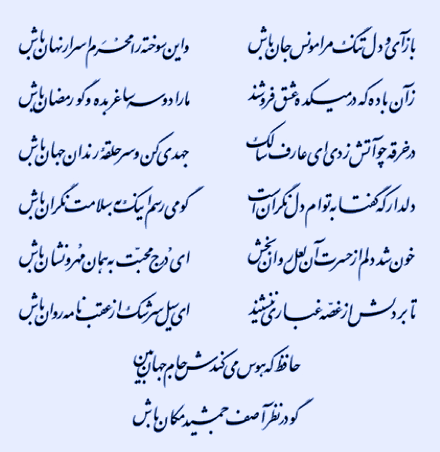 بازآی و دل تنگ مرا مونس جان باش وین سوخته را محرم اسرار نهان باش
زان باده که در میکده عشق فروشند ما را دو سه ساغر بده و گو رمضان باش
در خرقه چو آتش زدی ای عارف سالک جهدی کن و سرحلقه رندان جهان باش
دلدار که گفتا به توام دل نگران است گو می‌رسم اینک به سلامت نگران باش
خون شد دلم از حسرت آن لعل روان بخش ای درج محبت به همان مهر و نشان باش
تا بر دلش از غصه غباری ننشیند ای سیل سرشک از عقب نامه روان باش
حافظ که هوس می‌کندش جام جهان بین
گو در نظر آصف جمشید مکان باش